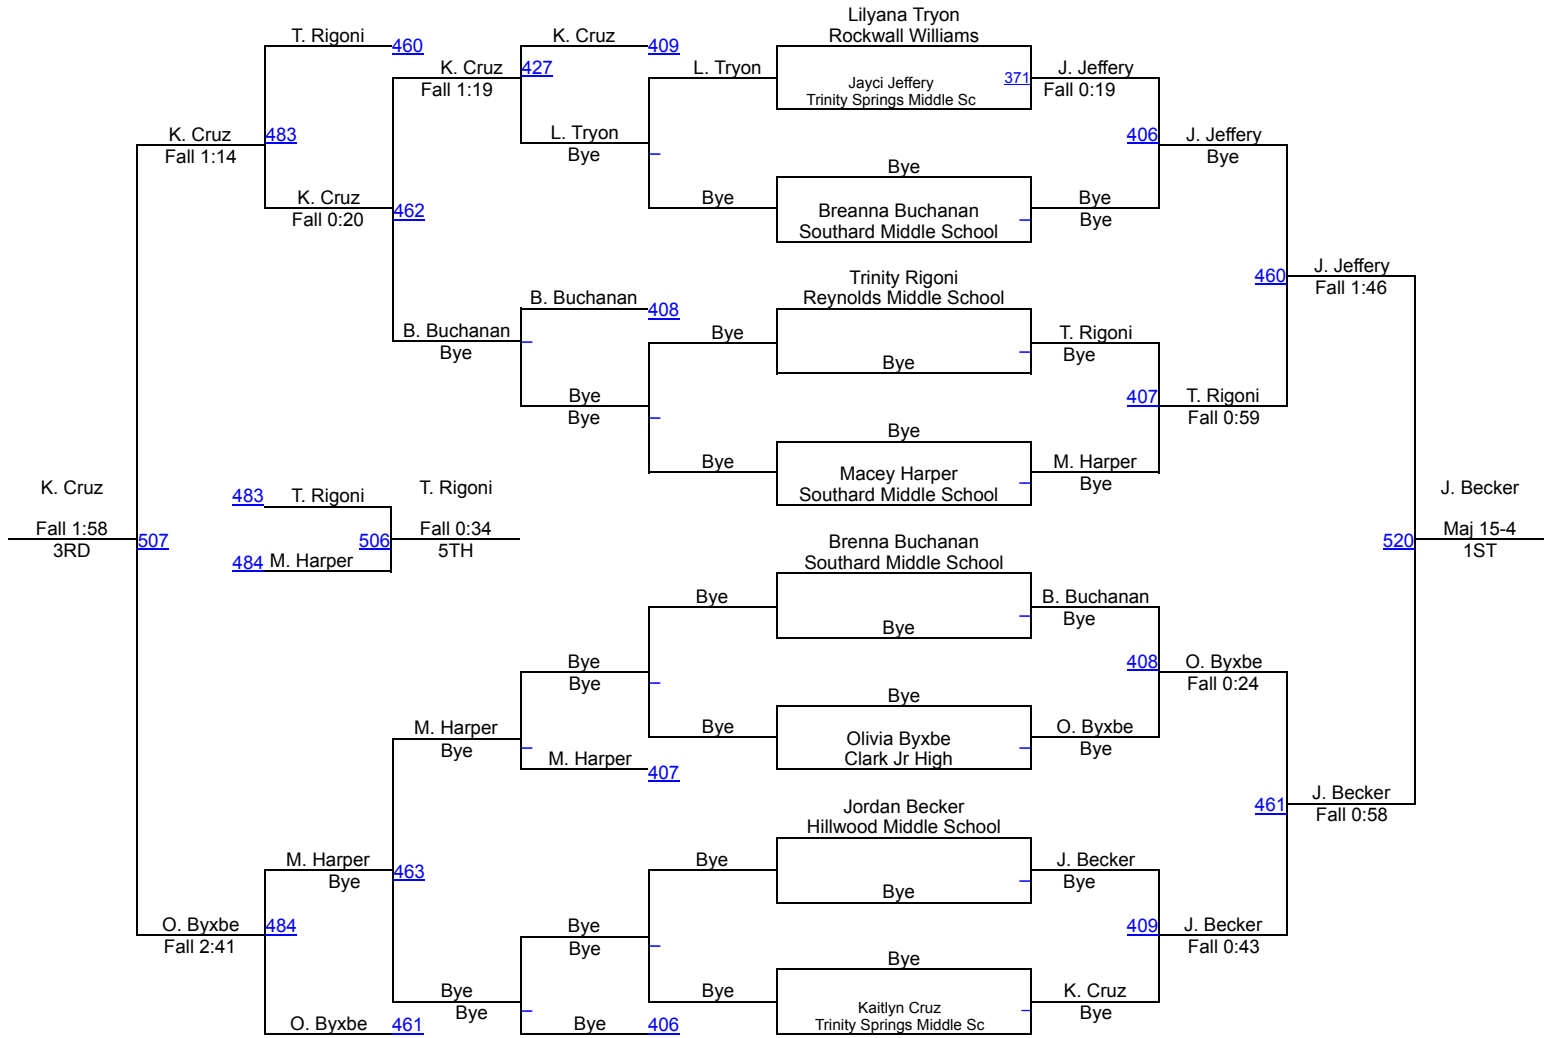 Lilyana Tryon
Rockwall Williams
T. Rigoni
460
K. Cruz
409
K. Cruz
427
Fall 1:19
L. Tryon
Jayci Jeffery
371
Trinity Springs Middle Sc
J. Jeffery
Fall 0:19
K. Cruz
483
Fall 1:14
L. Tryon
Bye
406
J. Jeffery
Bye
Bye
K. Cruz
Fall 0:20
462
Bye
Breanna Buchanan
Southard Middle School
Bye
Bye
Trinity Rigoni
Reynolds Middle School
460
J. Jeffery
Fall 1:46
B. Buchanan
408
B. Buchanan
Bye
Bye
Bye
T. Rigoni
Bye
Bye
Bye
407
T. Rigoni
Fall 0:59
Bye
Bye
Macey Harper
Southard Middle School
M. Harper
Bye
K. Cruz
Fall 1:58
3RD
507
483
T. Rigoni
484
M. Harper
506
T. Rigoni
Fall 0:34
5TH
J. Becker
520
Maj 15-4
1ST
Brenna Buchanan
Southard Middle School
Bye
Bye
B. Buchanan
Bye
Bye
Bye
408
O. Byxbe
Fall 0:24
Bye
M. Harper
Bye
M. Harper
407
Bye
Olivia Byxbe
Clark Jr High
O. Byxbe
Bye
Jordan Becker
Hillwood Middle School
461
J. Becker
Fall 0:58
M. Harper
Bye
463
Bye
Bye
J. Becker
Bye
O. Byxbe
484
Fall 2:41
Bye
Bye
409
J. Becker
Fall 0:43
Bye
Bye
Bye
Bye
Kaitlyn Cruz
Trinity Springs Middle Sc
K. Cruz
Bye
O. Byxbe
461
Bye
406